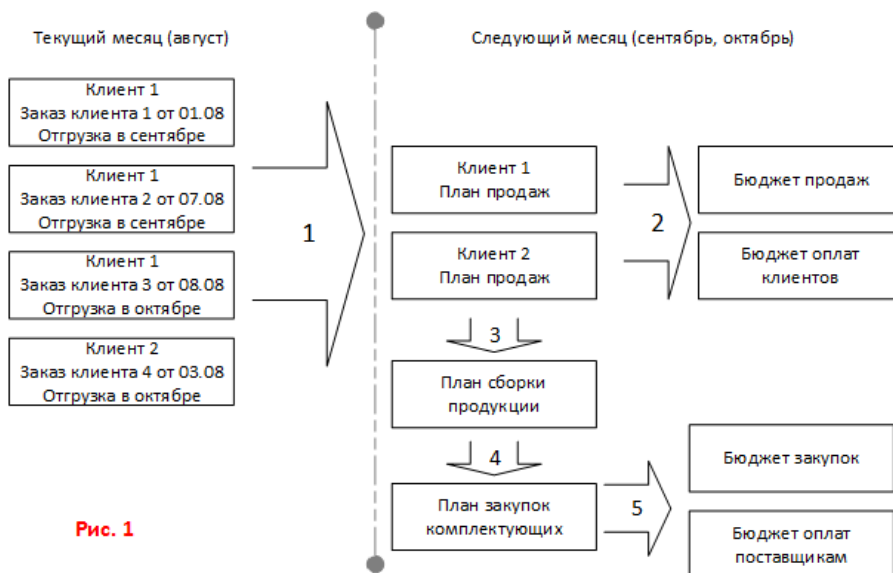 Текущий месяц (август)
Следующий месяц (сентябрь, октябрь)
Клиент 1
Заказ клиента 1 от 01.08
Отгрузка в сентябре
Клиент 1
Заказ клиента 2 от 07.08
Отгрузка в сентябре
Клиент 1
Заказ клиента 3 от 08.08
Отгрузка в октябре
Клиент 2
Заказ клиента 4 от 03.08
Отгрузка в октябре
1
Клиент 1
План продаж
Клиент 2
План продаж
2
Бюджет продаж
Бюджет оплат
клиентов
3
План сборки
продукции
4
План закупок
комплектующих
5
Бюджет закупок
Бюджет оплат
поставщикам
Рис. 1